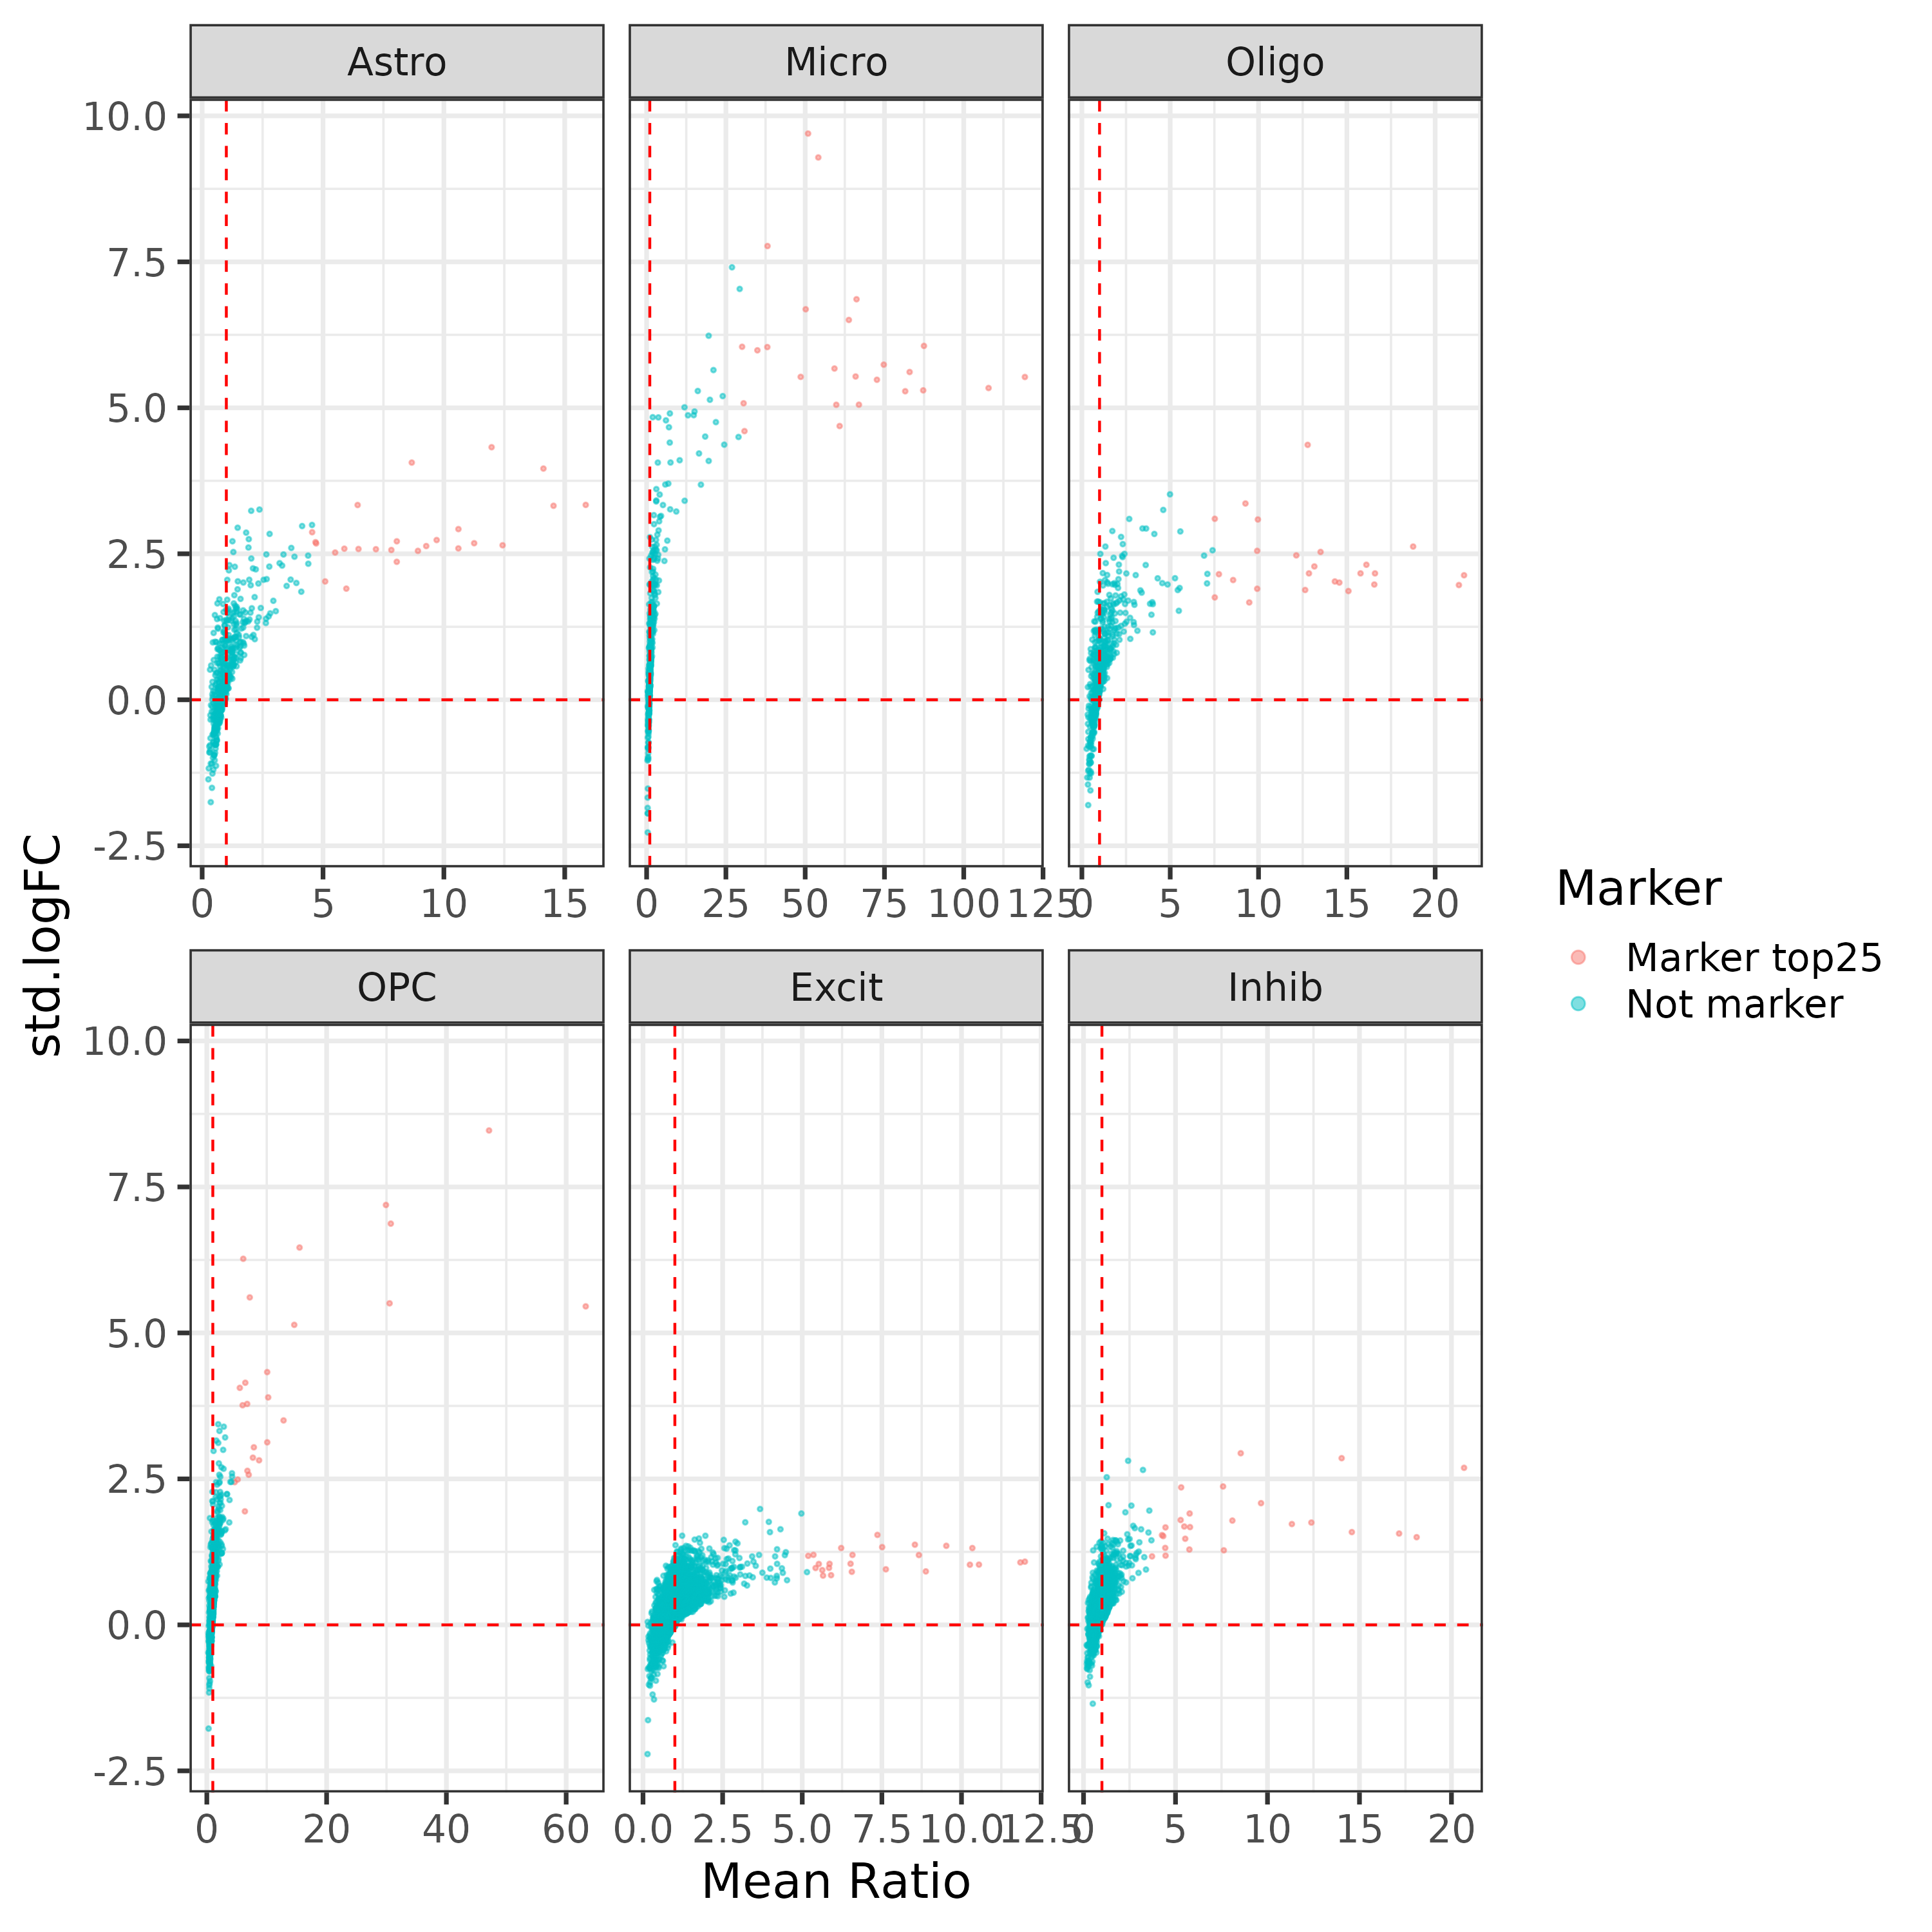 Astro Micro Oligo
10.0
7.5
5.0
2.5
0.0
-2.5
0 5 10 15 0 25 50 75 100 125 0 5 10 15 20
OPC Excit Inhib
10.0
7.5
5.0
2.5
0.0
-2.5
0 20 40 60 0.0 2.5 5.0 7.5 10.0 12.5 0 5 10 15 20
Mean Ratio
std.logFC
Marker
Marker top25
Not marker